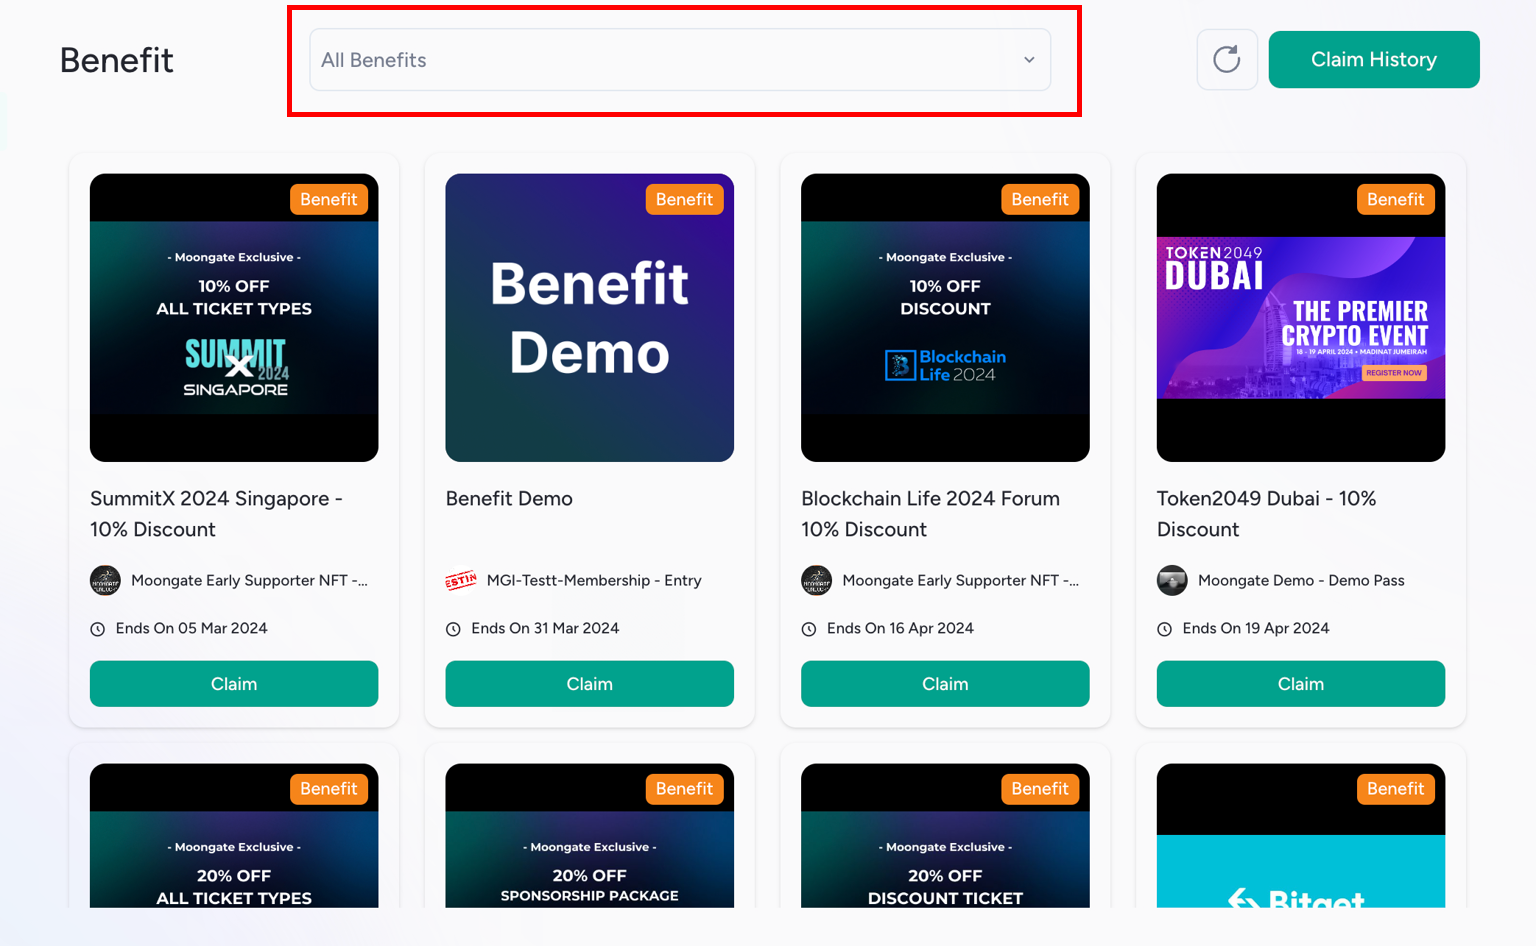 Benefit
All Benefits
Claim History
Benefit
- Moongate Exclusive -
10% OFF
ALL TICKET TYPES
SUMMIT
X 2024
SINGAPORE
SummitX 2024 Singapore -
10% Discount
Moongate Early Supporter NFT -...
Ends On 05 Mar 2024
Claim
Benefit
Benefit
Demo
Benefit Demo
MGI-Testt-Membership - Entry
Ends On 31 Mar 2024
Claim
Benefit
- Moongate Exclusive -
10% OFF
DISCOUNT
Blockchain
Life 2024
Blockchain Life 2024 Forum
10% Discount
Moongate Early Supporter NFT -...
Ends On 16 Apr 2024
Claim
Benefit
TOKEN2049
DUBAI
THE PREMIER
CRYPTO EVENT
18 - 19 APRIL 2024 • MADINAT JUMEIRAH
REGISTER NOW
Token2049 Dubai - 10%
Discount
Moongate Demo - Demo Pass
Ends On 19 Apr 2024
Claim
Benefit
- Moongate Exclusive -
20% OFF
ALL TICKET TYPES
Benefit
- Moongate Exclusive -
20% OFF
SPONSORSHIP PACKAGE
Benefit
- Moongate Exclusive -
20% OFF
DISCOUNT TICKET
Benefit
Bitget